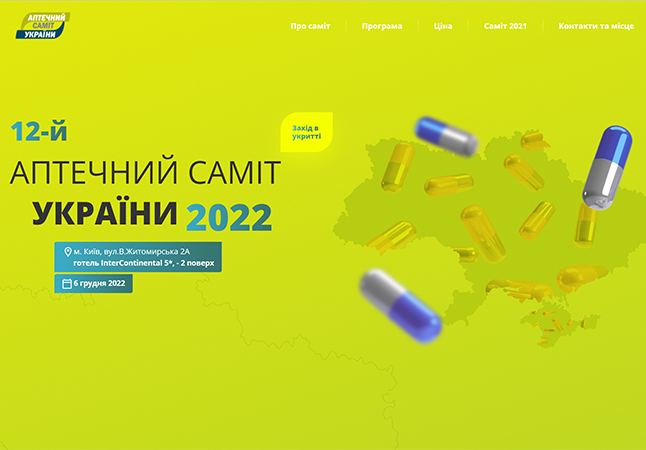 АПТЕЧНИЙ
САМІТ
УКРАЇНИ
Про саміт
Програма
Ціна
Саміт 2021
Контакти та місце
12-й
Захід в
укритті
АПТЕЧНИЙ САМІТ
УКРАЇНИ 2022
м. Київ, вул.В.Житомирська 2А
готель InterContinental 5*, - 2 поверх
6 грудня 2022